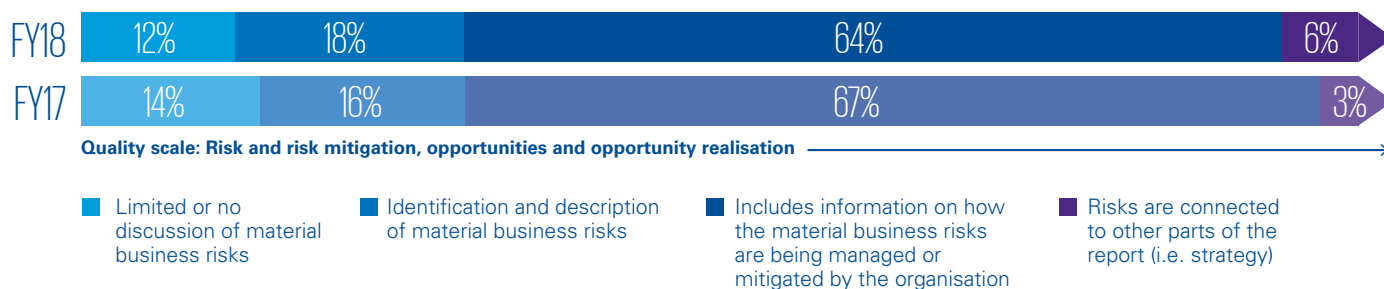 FY18 12% 18% 64% 6%
FY17 14% 16% 67% 3%
Quality scale: Risk and risk mitigation, opportunities and opportunity realisation
Limited or no
discussion of material
business risks
Identification and description
of material business risks
Includes information on how
the material business risks
are being managed or
mitigated by the organisation
Risks are connected
to other parts of the
report (i.e. strategy)